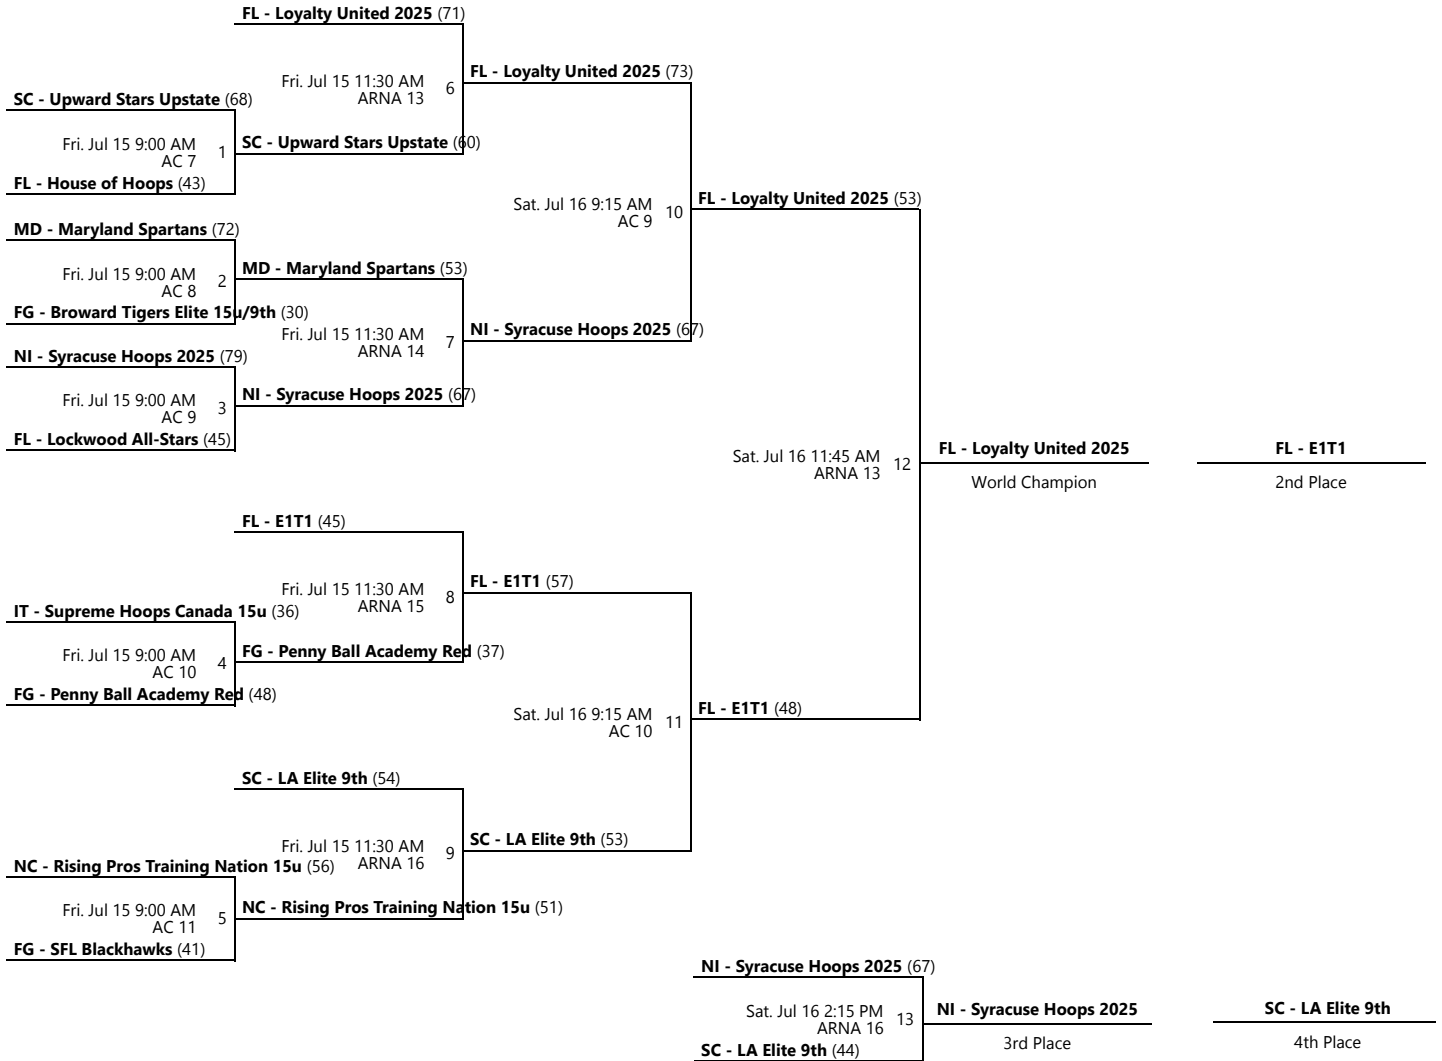 FL - Loyalty United 2025 (71)
Fri. Jul 15 11:30 AM
ARNA 13
6
FL - Loyalty United 2025 (73)
SC - Upward Stars Upstate (68)
Fri. Jul 15 9:00 AM
AC 7
1
SC - Upward Stars Upstate (60)
FL - House of Hoops (43)
Sat. Jul 16 9:15 AM
AC 9
10
FL - Loyalty United 2025 (53)
MD - Maryland Spartans (72)
Fri. Jul 15 9:00 AM
AC 8
2
MD - Maryland Spartans (53)
FG - Broward Tigers Elite 15u/9th (30)
Fri. Jul 15 11:30 AM
ARNA 14
7
NI - Syracuse Hoops 2025 (67)
NI - Syracuse Hoops 2025 (79)
Fri. Jul 15 9:00 AM
AC 9
3
NI - Syracuse Hoops 2025 (67)
FL - Lockwood All-Stars (45)
Sat. Jul 16 11:45 AM
ARNA 13
12
FL - Loyalty United 2025
World Champion
FL - E1T1
2nd Place
FL - E1T1 (45)
Fri. Jul 15 11:30 AM
ARNA 15
8
FL - E1T1 (57)
IT - Supreme Hoops Canada 15u (36)
Fri. Jul 15 9:00 AM
AC 10
4
FG - Penny Ball Academy Red (37)
FG - Penny Ball Academy Red (48)
Sat. Jul 16 9:15 AM
AC 10
11
FL - E1T1 (48)
SC - LA Elite 9th (54)
Fri. Jul 15 11:30 AM
ARNA 16
9
SC - LA Elite 9th (53)
NC - Rising Pros Training Nation 15u (56)
Fri. Jul 15 9:00 AM
AC 11
5
NC - Rising Pros Training Nation 15u (51)
FG - SFL Blackhawks (41)
NI - Syracuse Hoops 2025 (67)
Sat. Jul 16 2:15 PM
ARNA 16
13
SC - LA Elite 9th (44)
NI - Syracuse Hoops 2025
3rd Place
SC - LA Elite 9th
4th Place